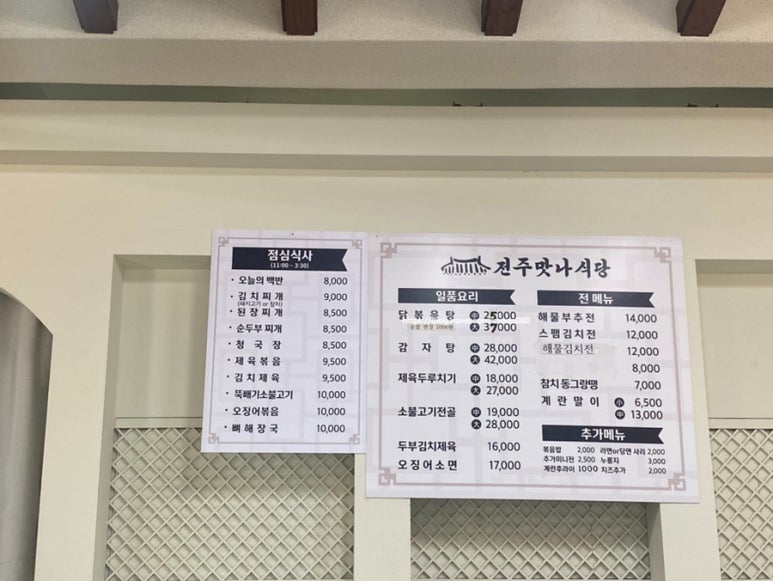 점심식사
(11:00 - 3:30)
· 오늘의 백반 8,000
· 김치찌개 9,000
(돼지고기 or 참치)
· 된장찌개 8,500
· 순두부찌개 8,500
· 청국장 8,500
· 제육볶음 9,500
· 김치제육 9,500
· 뚝배기소불고기 10,000
· 오징어볶음 10,000
· 뼈해장국 10,000
전주맛나식당
일품요리
닭볶음탕 中 25,000
大 37,000
감자탕 中 28,000
大 42,000
제육두루치기 中 18,000
大 27,000
소불고기전골 中 19,000
大 28,000
두부김치제육 16,000
오징어소면 17,000
전 메뉴
해물부추전 14,000
스팸김치전 12,000
해물김치전 12,000
8,000
참치동그랑땡 7,000
계란말이 小 6,500
中 13,000
추가메뉴
볶음밥 2,000 라면or당면 사리 2,000
추가미니전 2,500 누룽지 3,000
계란후라이 1000 치즈추가 2,000